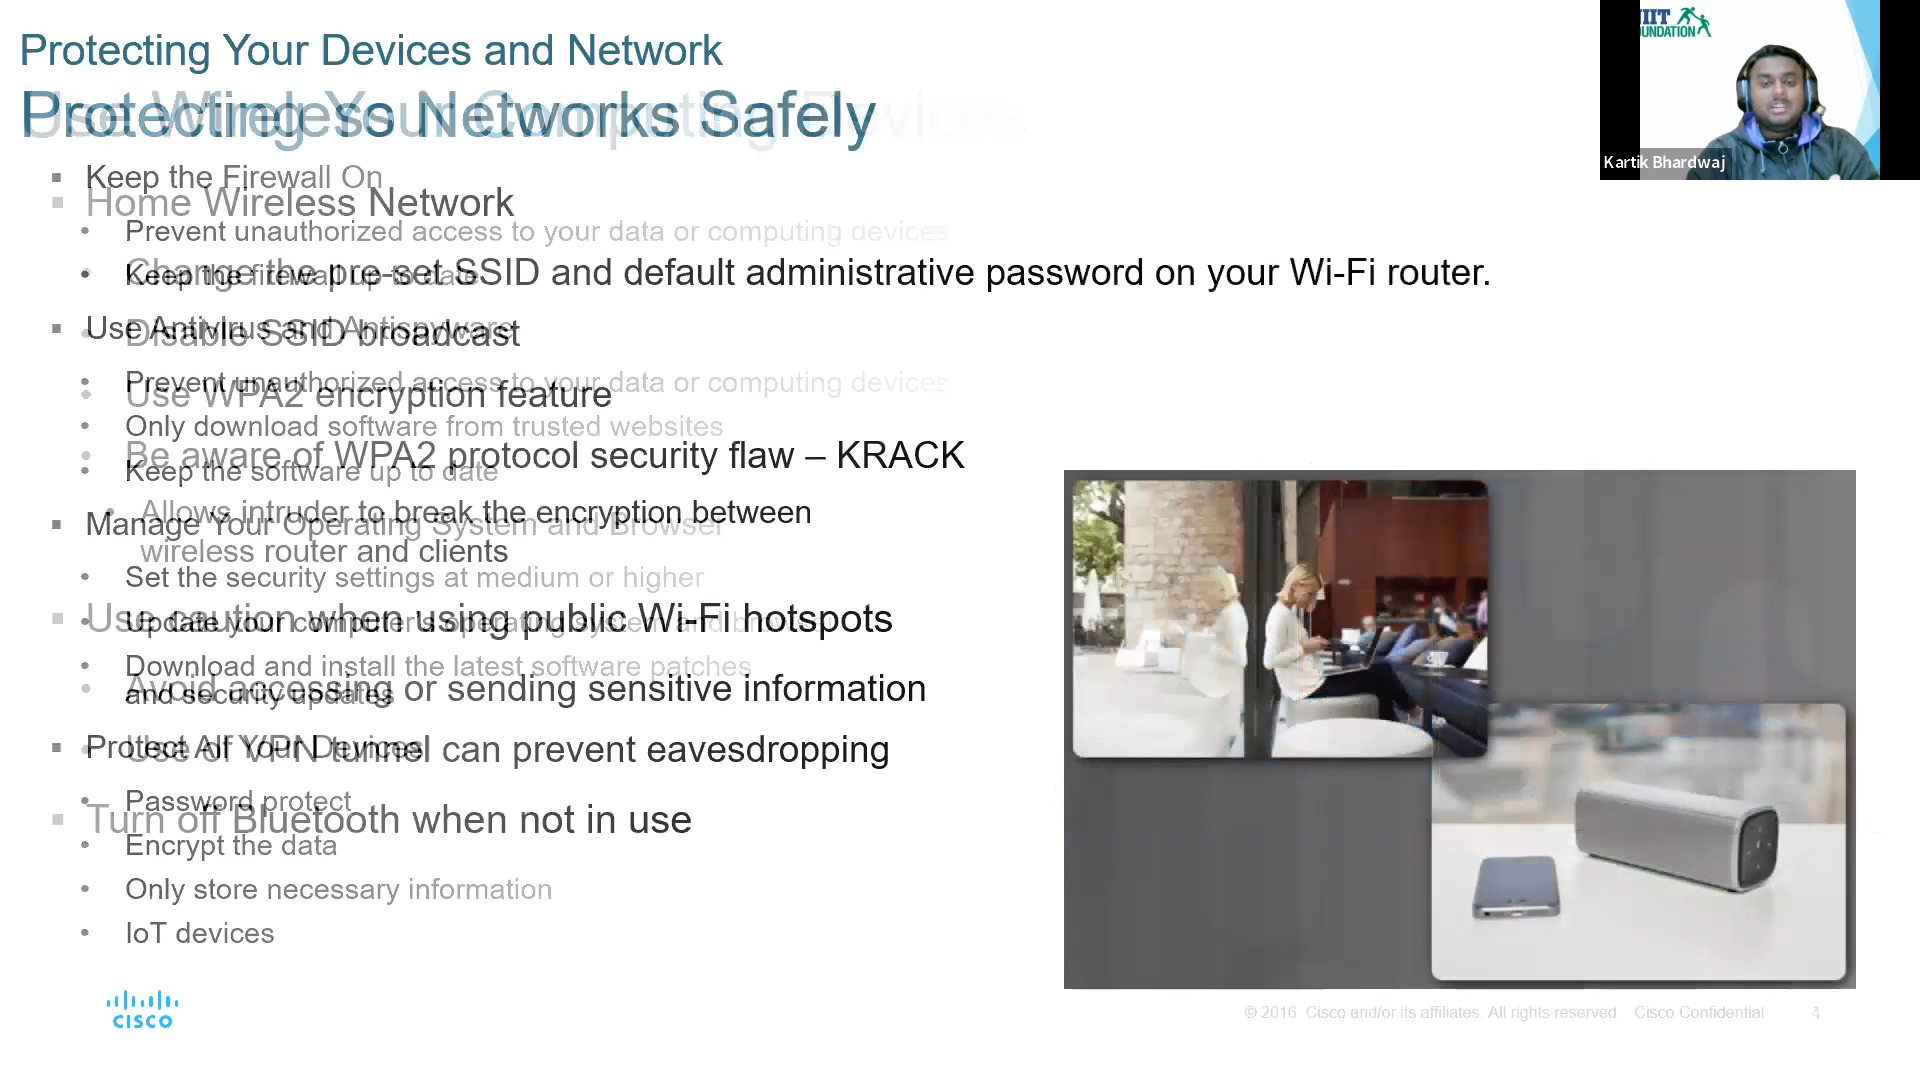 Protecting Your Devices and Network
Protecting Your Computing Devices
Use Wireless Networks Safely
Keep the Firewall On
Home Wireless Network
Prevent unauthorized access to your data or computing devices
Keep the firewall up to date
Change the pre-set SSID and default administrative password on your Wi-Fi router.
Use Antivirus and Antispyware
Disable SSID broadcast
Prevent unauthorized access to your data or computing devices
Use WPA2 encryption feature
Only download software from trusted websites
Be aware of WPA2 protocol security flaw – KRACK
Keep the software up to date
Allows intruder to break the encryption between
Manage Your Operating System and Browser
wireless router and clients
Set the security settings at medium or higher
Use caution when using public Wi-Fi hotspots
Update your computer's operating system and browser
Download and install the latest software patches
and security updates
Avoid accessing or sending sensitive information
Protect All Your Devices
Use of VPN tunnel can prevent eavesdropping
Password protect
Turn off Bluetooth when not in use
Encrypt the data
Only store necessary information
IoT devices
CISCO
© 2016 Cisco and/or its affiliates. All rights reserved. Cisco Confidential
IIT
OUNDATION
Kartik Bhardwaj